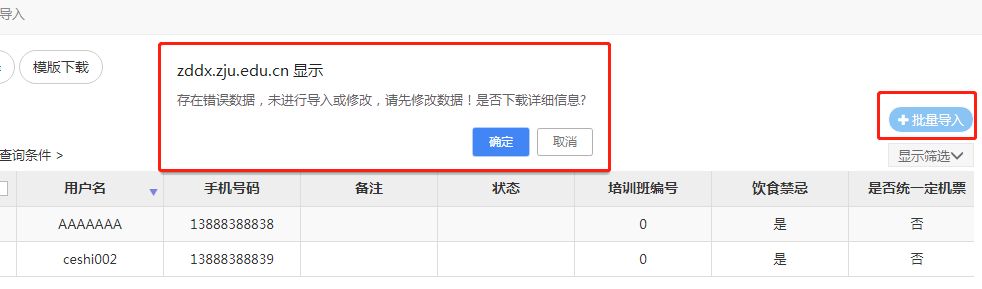 导入
模版下载
zddx.zju.edu.cn 显示
存在错误数据，未进行导入或修改，请先修改数据！是否下载详细信息?
确定 取消
批量导入
查询条件 >
显示筛选
用户名 手机号码 备注 状态 培训班编号 饮食禁忌 是否统一定机票
AAAAAAA 13888388838 0 是 否
ceshi002 13888388839 0 是 否